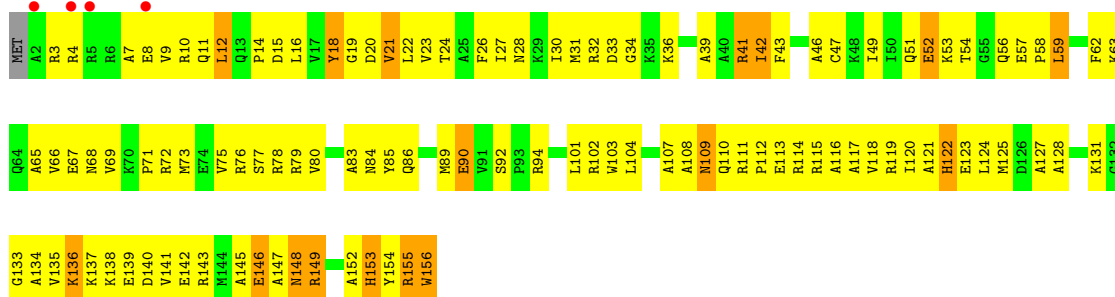 MET A2 R3 R4 R5 R6 A7 E8 V9 R10 Q11 L12 Q13 P14 D15 L16 V17 Y18 G19 D20 V21 L22 V23 T24 A25 F26 I27 N28 K29 I30 M31 R32 D33 G34 K35 K36 A39 A40 R41 I42 F43 A46 C47 K48 I49 I50 Q51 E52 K53 T54 G55 Q56 E57 P58 L59 F62 K63
Q64 A65 V66 E67 N68 V69 K70 P71 R72 M73 E74 V75 R76 S77 R78 R79 V80 A83 N84 Y85 Q86 M89 E90 V91 S92 P93 R94 L101 R102 W103 L104 A107 A108 N109 Q110 R111 P112 E113 R114 R115 A116 A117 V118 R119 I120 A121 H122 E123 L124 M125 D126 A127 A128 K131 G132
G133 A134 V135 K136 K137 K138 E139 D140 V141 E142 R143 M144 A145 E146 A147 N148 R149 A152 H153 Y154 R155 W156